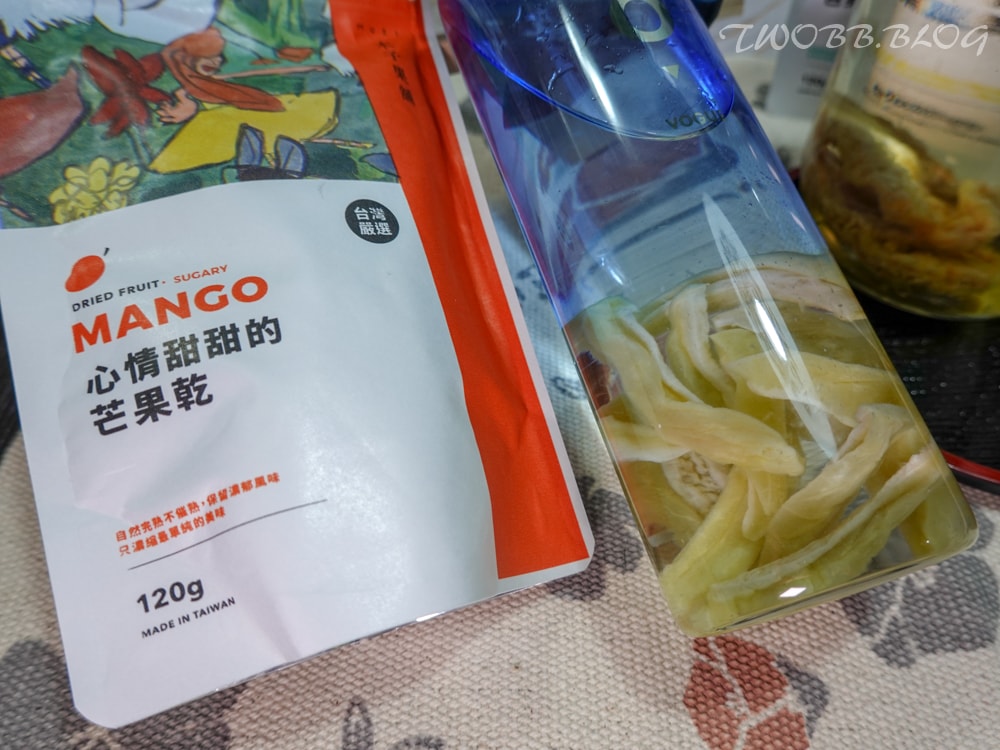 TWOBB.BLOG
台灣
嚴選
DRIED FRUIT · SUGARY
MANGO
心情甜甜的
芒果乾
自然完熟不催熟，保留濃郁風味
只濃縮最單純的美味
120g
MADE IN TAIWAN